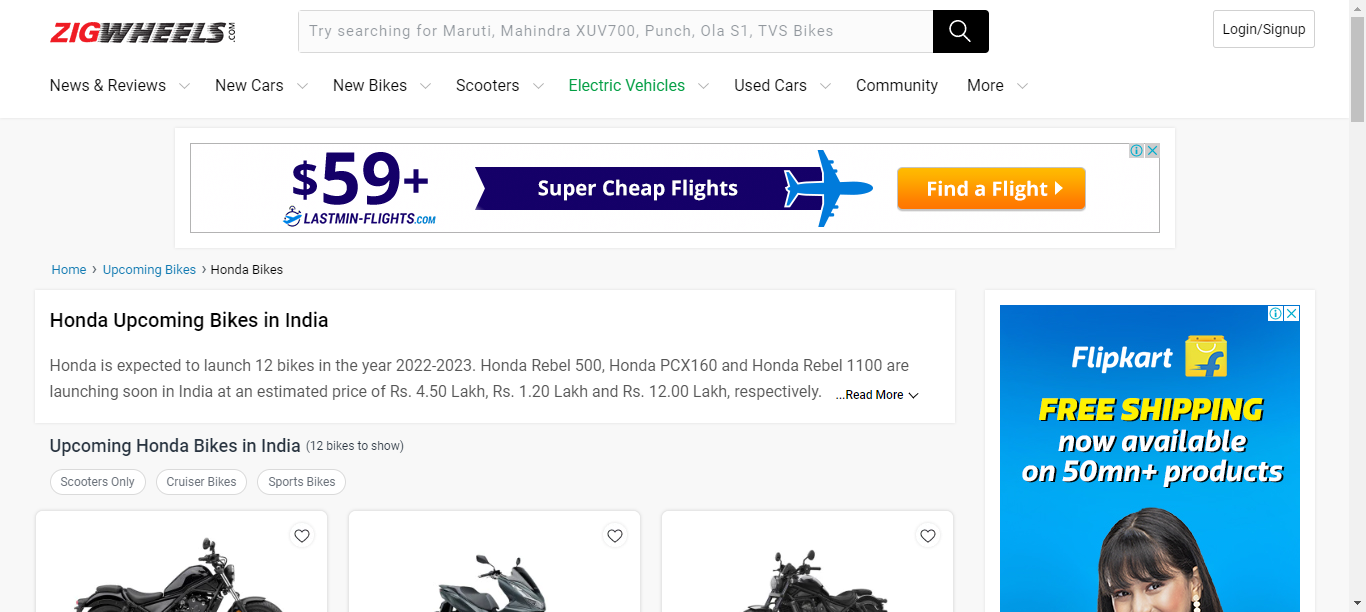 ZIGWHEELS.COM
Try searching for Maruti, Mahindra XUV700, Punch, Ola S1, TVS Bikes
Login/Signup
News & Reviews New Cars New Bikes Scooters Electric Vehicles Used Cars Community More
$59+
LASTMIN-FLIGHTS.COM
Super Cheap Flights
Find a Flight
Home › Upcoming Bikes › Honda Bikes
Honda Upcoming Bikes in India
Honda is expected to launch 12 bikes in the year 2022-2023. Honda Rebel 500, Honda PCX160 and Honda Rebel 1100 are
launching soon in India at an estimated price of Rs. 4.50 Lakh, Rs. 1.20 Lakh and Rs. 12.00 Lakh, respectively. ...Read More
Upcoming Honda Bikes in India (12 bikes to show)
Scooters Only Cruiser Bikes Sports Bikes
Flipkart
FREE SHIPPING
now available
on 50mn+ products